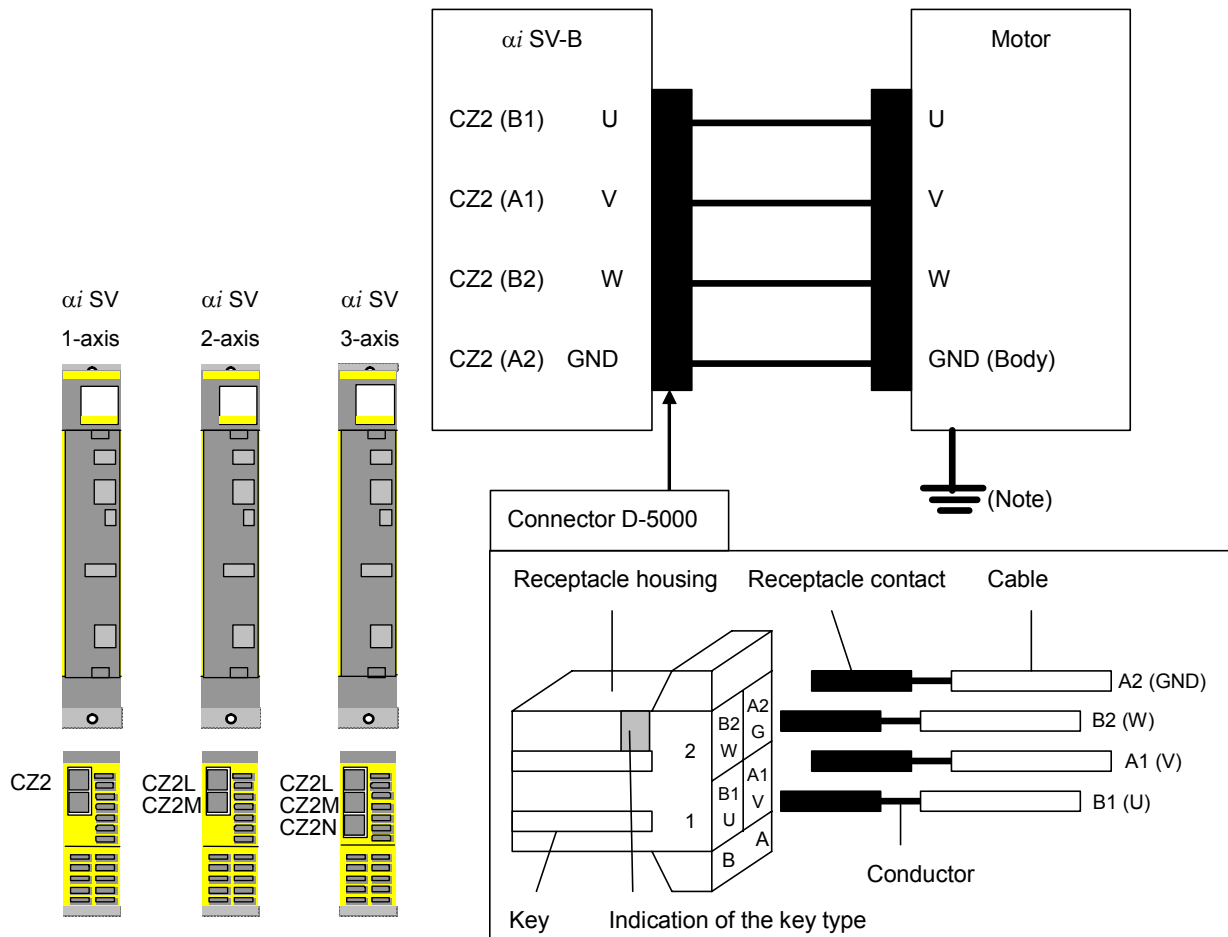 αi SV-B
Motor
CZ2 (B1) U
U
CZ2 (A1) V
V
CZ2 (B2) W
W
CZ2 (A2) GND
GND (Body)
(Note)
αi SV
1-axis
αi SV
2-axis
αi SV
3-axis
CZ2
CZ2L
CZ2M
CZ2L
CZ2M
CZ2N
Connector D-5000
Receptacle housing
Receptacle contact
Cable
A2 (GND)
B2 (W)
A1 (V)
B1 (U)
2
1
B2
W
A2
G
B1
U
A1
V
B
A
Conductor
Key
Indication of the key type